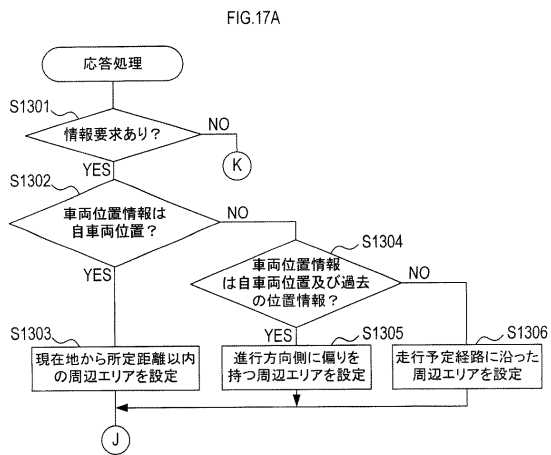 FIG.17A
応答処理
S1301
情報要求あり？
NO
K
YES
S1302
車両位置情報は
自車両位置？
NO
YES
S1304
車両位置情報
は自車両位置及び過去
の位置情報？
NO
YES
S1303
現在地から所定距離以内
の周辺エリアを設定
S1305
進行方向側に偏りを
持つ周辺エリアを設定
S1306
走行予定経路に沿った
周辺エリアを設定
J